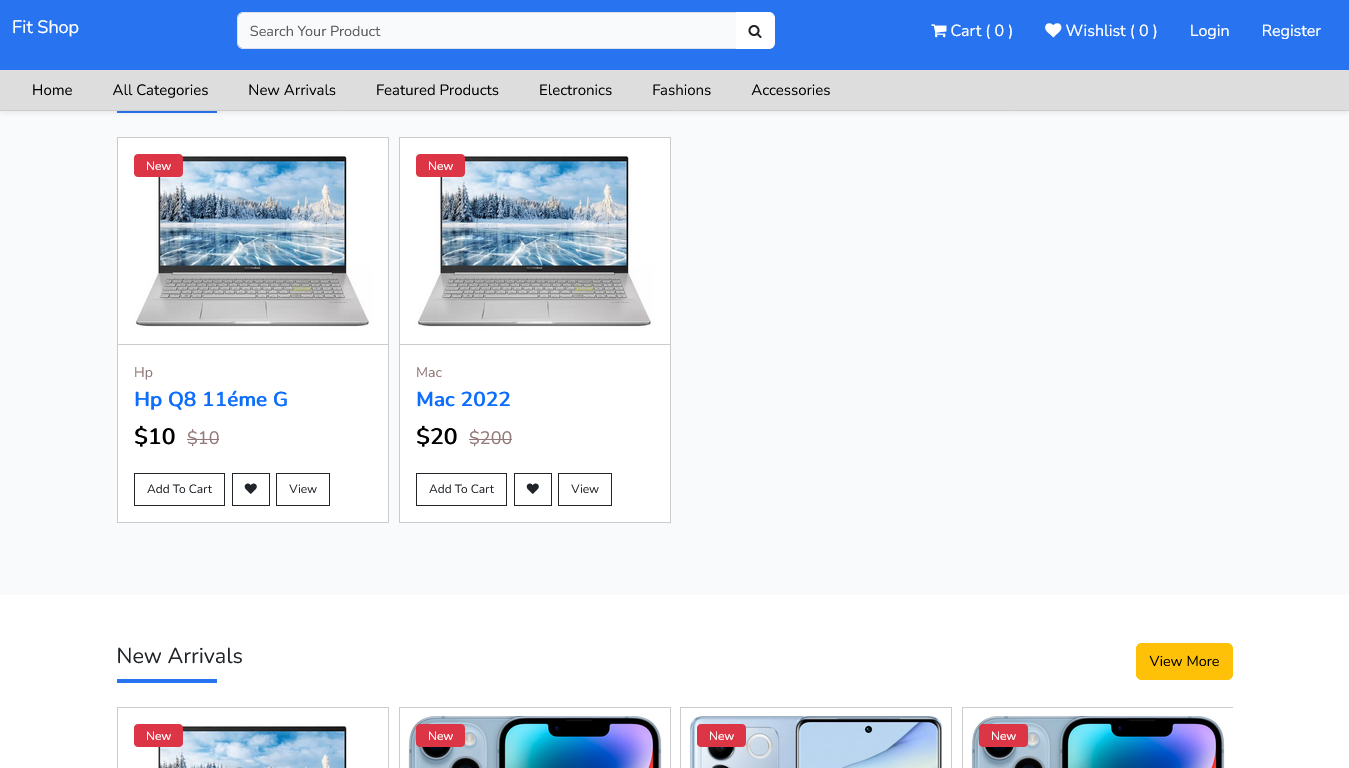 Fit Shop
Search Your Product
Cart ( 0 )
Wishlist ( 0 )
Login
Register
Home
All Categories
New Arrivals
Featured Products
Electronics
Fashions
Accessories
New
New
Hp
Hp Q8 11éme G
$10 $10
Add To Cart
View
Mac
Mac 2022
$20 $200
Add To Cart
View
New Arrivals
View More
New
New
New
New